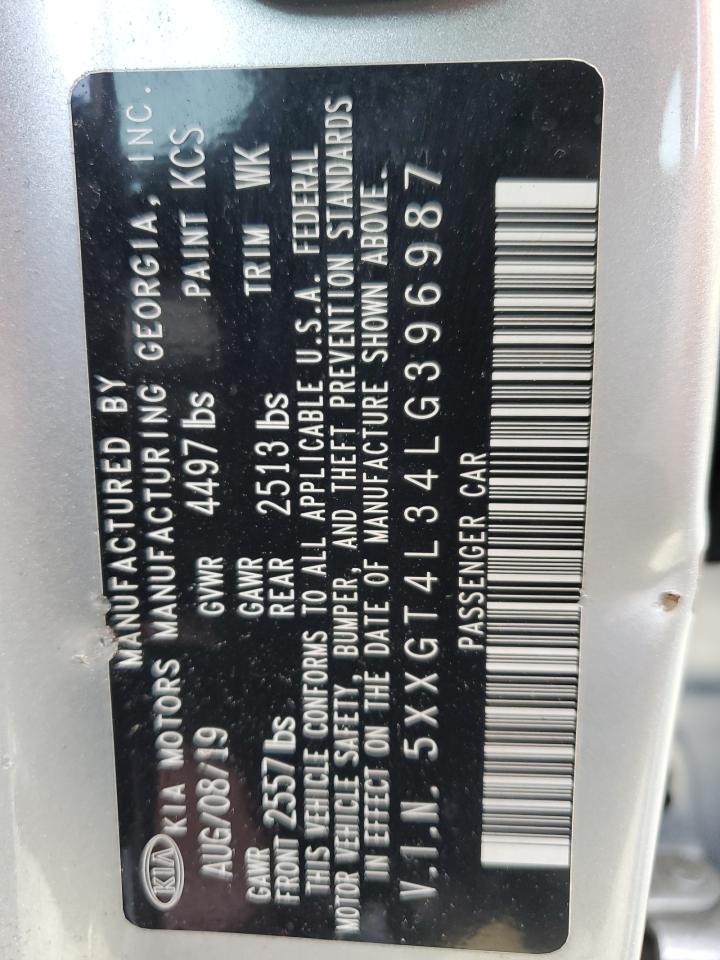 MANUFACTURED BY
KIA KIA MOTORS MANUFACTURING GEORGIA, INC.
AUG/08/19 GVWR 4497 lbs PAINT KCS
GAWR FRONT 2557 lbs GAWR REAR 2513 lbs TRIM WK
THIS VEHICLE CONFORMS TO ALL APPLICABLE U.S.A. FEDERAL
MOTOR VEHICLE SAFETY, BUMPER, AND THEFT PREVENTION STANDARDS
IN EFFECT ON THE DATE OF MANUFACTURE SHOWN ABOVE.
V.I.N. 5XXGT4L34LG396987
PASSENGER CAR